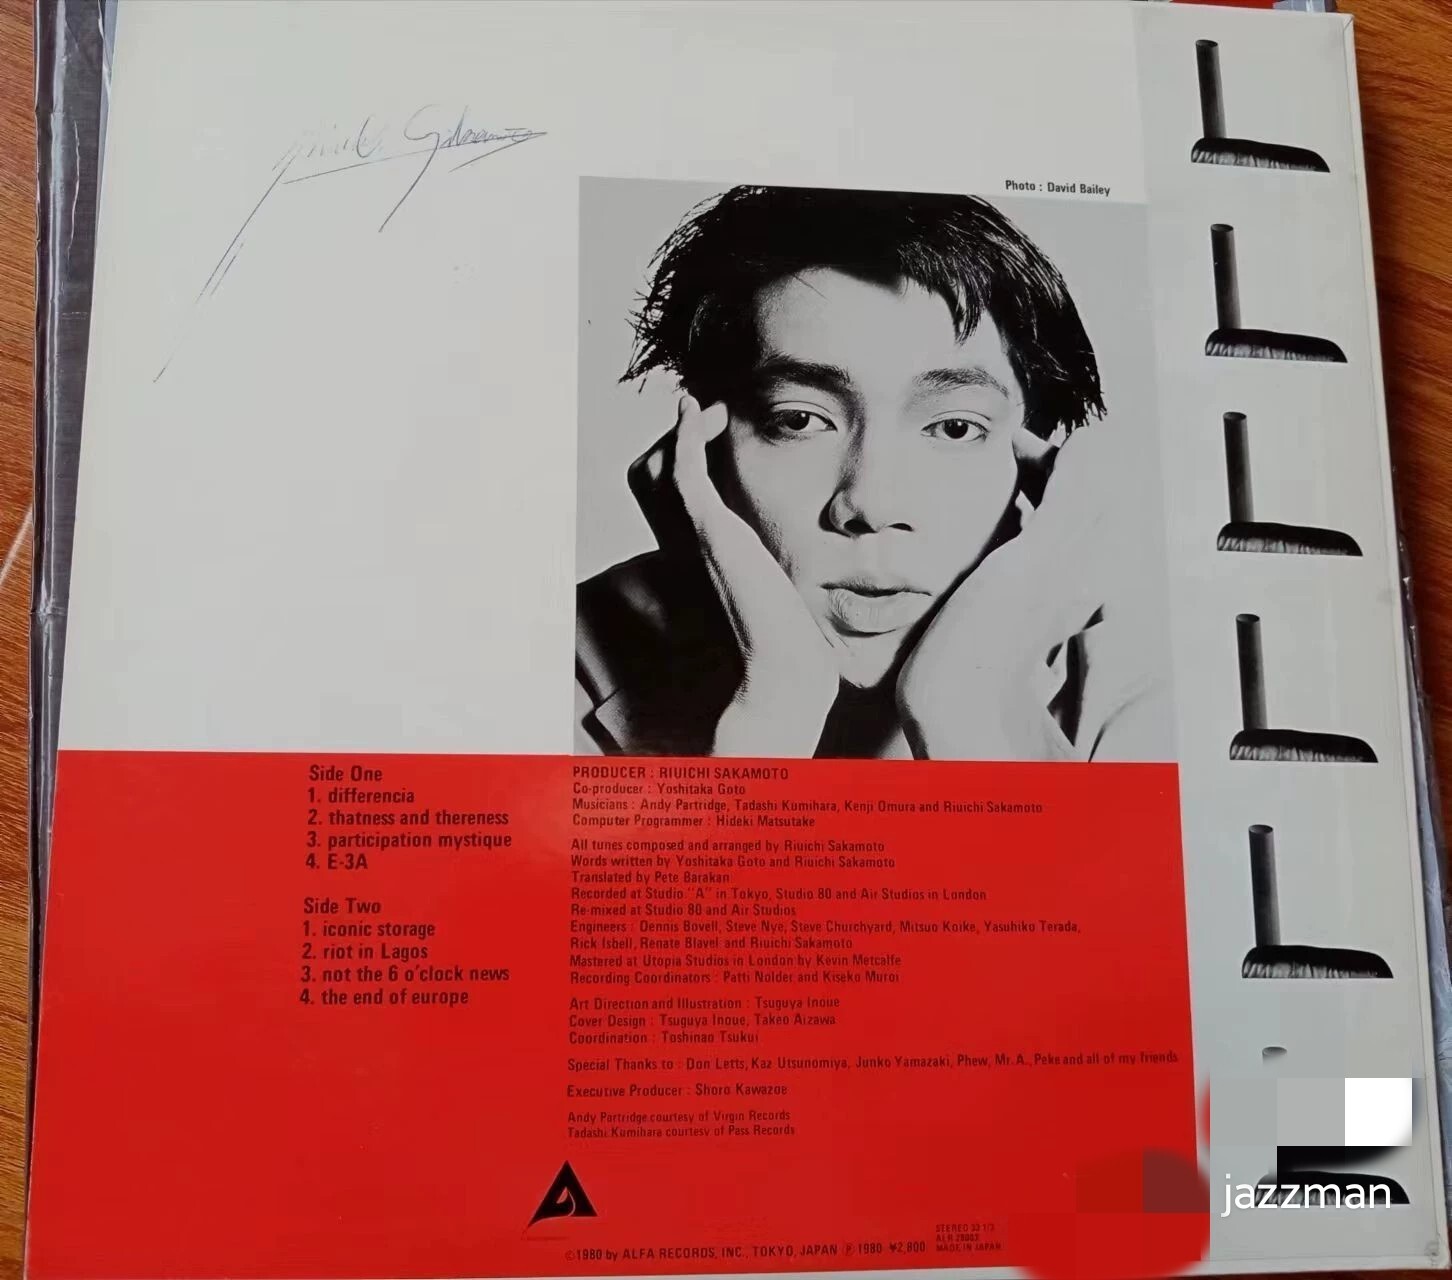 Photo : David Bailey
Side One
1. differencia
2. thatness and thereness
3. participation mystique
4. E-3A
Side Two
1. iconic storage
2. riot in Lagos
3. not the 6 o'clock news
4. the end of europe
PRODUCER : RIUICHI SAKAMOTO
Co-producer : Yoshitaka Goto
Musicians : Andy Partridge, Tadashi Kumihara, Kenji Omura and Riuichi Sakamoto
Computer Programmer : Hideki Matsutake
All tunes composed and arranged by Riuichi Sakamoto
Words written by Yoshitaka Goto and Riuichi Sakamoto
Translated by Pete Barakan
Recorded at Studio "A" in Tokyo, Studio 80 and Air Studios in London
Re-mixed at Studio 80 and Air Studios
Engineers : Dennis Bovell, Steve Nye, Steve Churchyard, Mitsuo Koike, Yasuhiko Terada,
Rick Isbell, Renate Blavel and Riuichi Sakamoto
Mastered at Utopia Studios in London by Kevin Metcalfe
Recording Coordinators : Patti Nolder and Kiseko Muroi
Art Direction and Illustration : Tsuguya Inoue
Cover Design : Tsuguya Inoue, Takeo Aizawa
Coordination : Toshinao Tsukui
Special Thanks to : Don Letts, Kaz Utsunomiya, Junko Yamazaki, Phew, Mr. A., Peke and all of my friends
Executive Producer : Shoro Kawazoe
Andy Partridge courtesy of Virgin Records
Tadashi Kumihara courtesy of Pass Records
©1980 by ALFA RECORDS, INC., TOKYO, JAPAN ℗ 1980 ¥2,800
STEREO 33 1/3
MADE IN JAPAN
jazzman